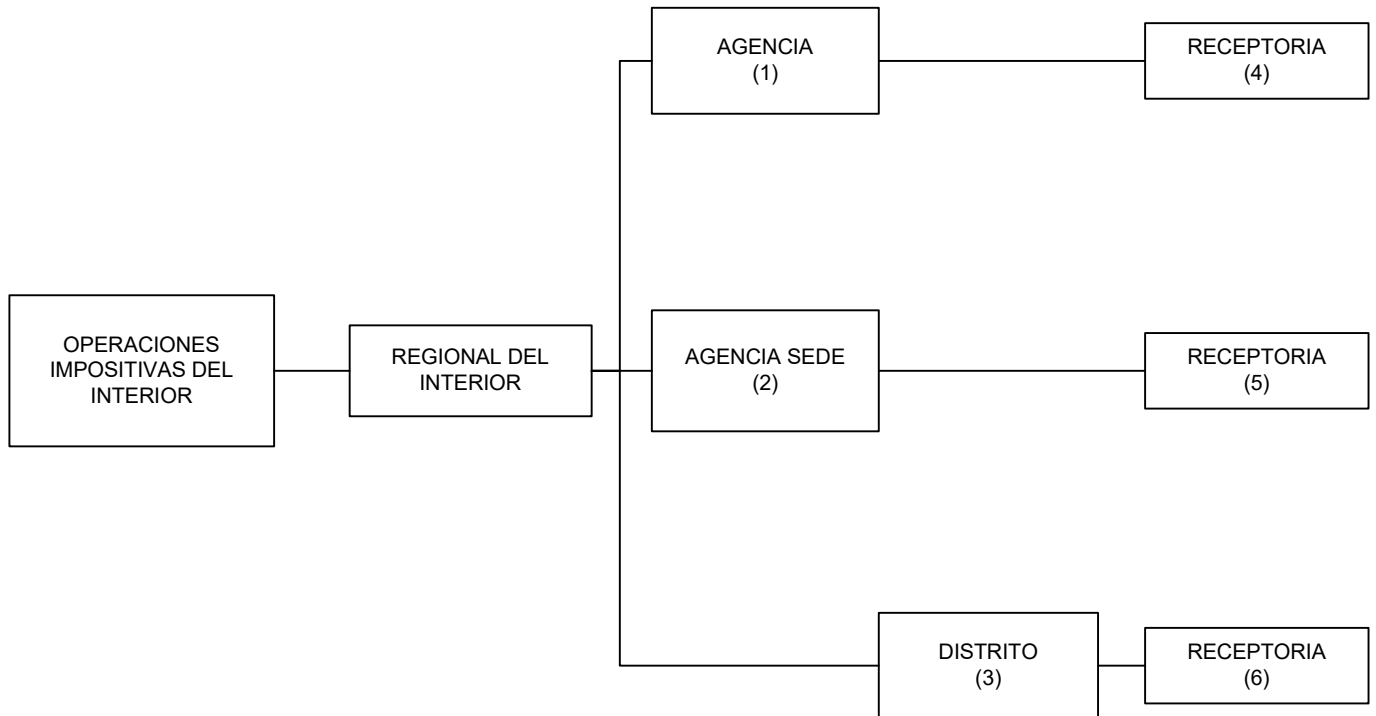 AGENCIA
(1)
RECEPTORIA
(4)
OPERACIONES
IMPOSITIVAS DEL
INTERIOR
REGIONAL DEL
INTERIOR
AGENCIA SEDE
(2)
RECEPTORIA
(5)
DISTRITO
(3)
RECEPTORIA
(6)